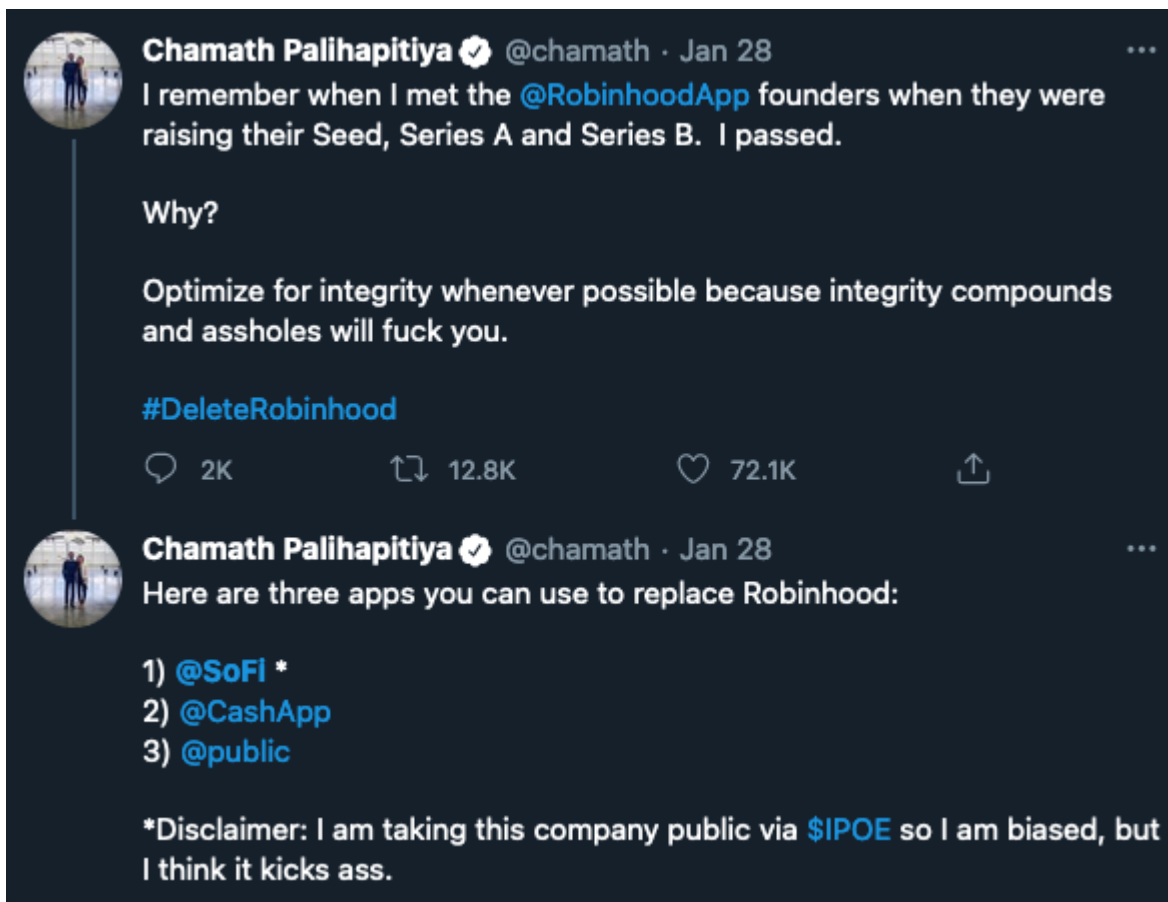 Chamath Palihapitiya @chamath · Jan 28
I remember when I met the @RobinhoodApp founders when they were
raising their Seed, Series A and Series B.  I passed.
Why?
Optimize for integrity whenever possible because integrity compounds
and assholes will fuck you.
#DeleteRobinhood
2K 12.8K 72.1K
Chamath Palihapitiya @chamath · Jan 28
Here are three apps you can use to replace Robinhood:
1) @SoFi *
2) @CashApp
3) @public
*Disclaimer: I am taking this company public via $IPOE so I am biased, but
I think it kicks ass.